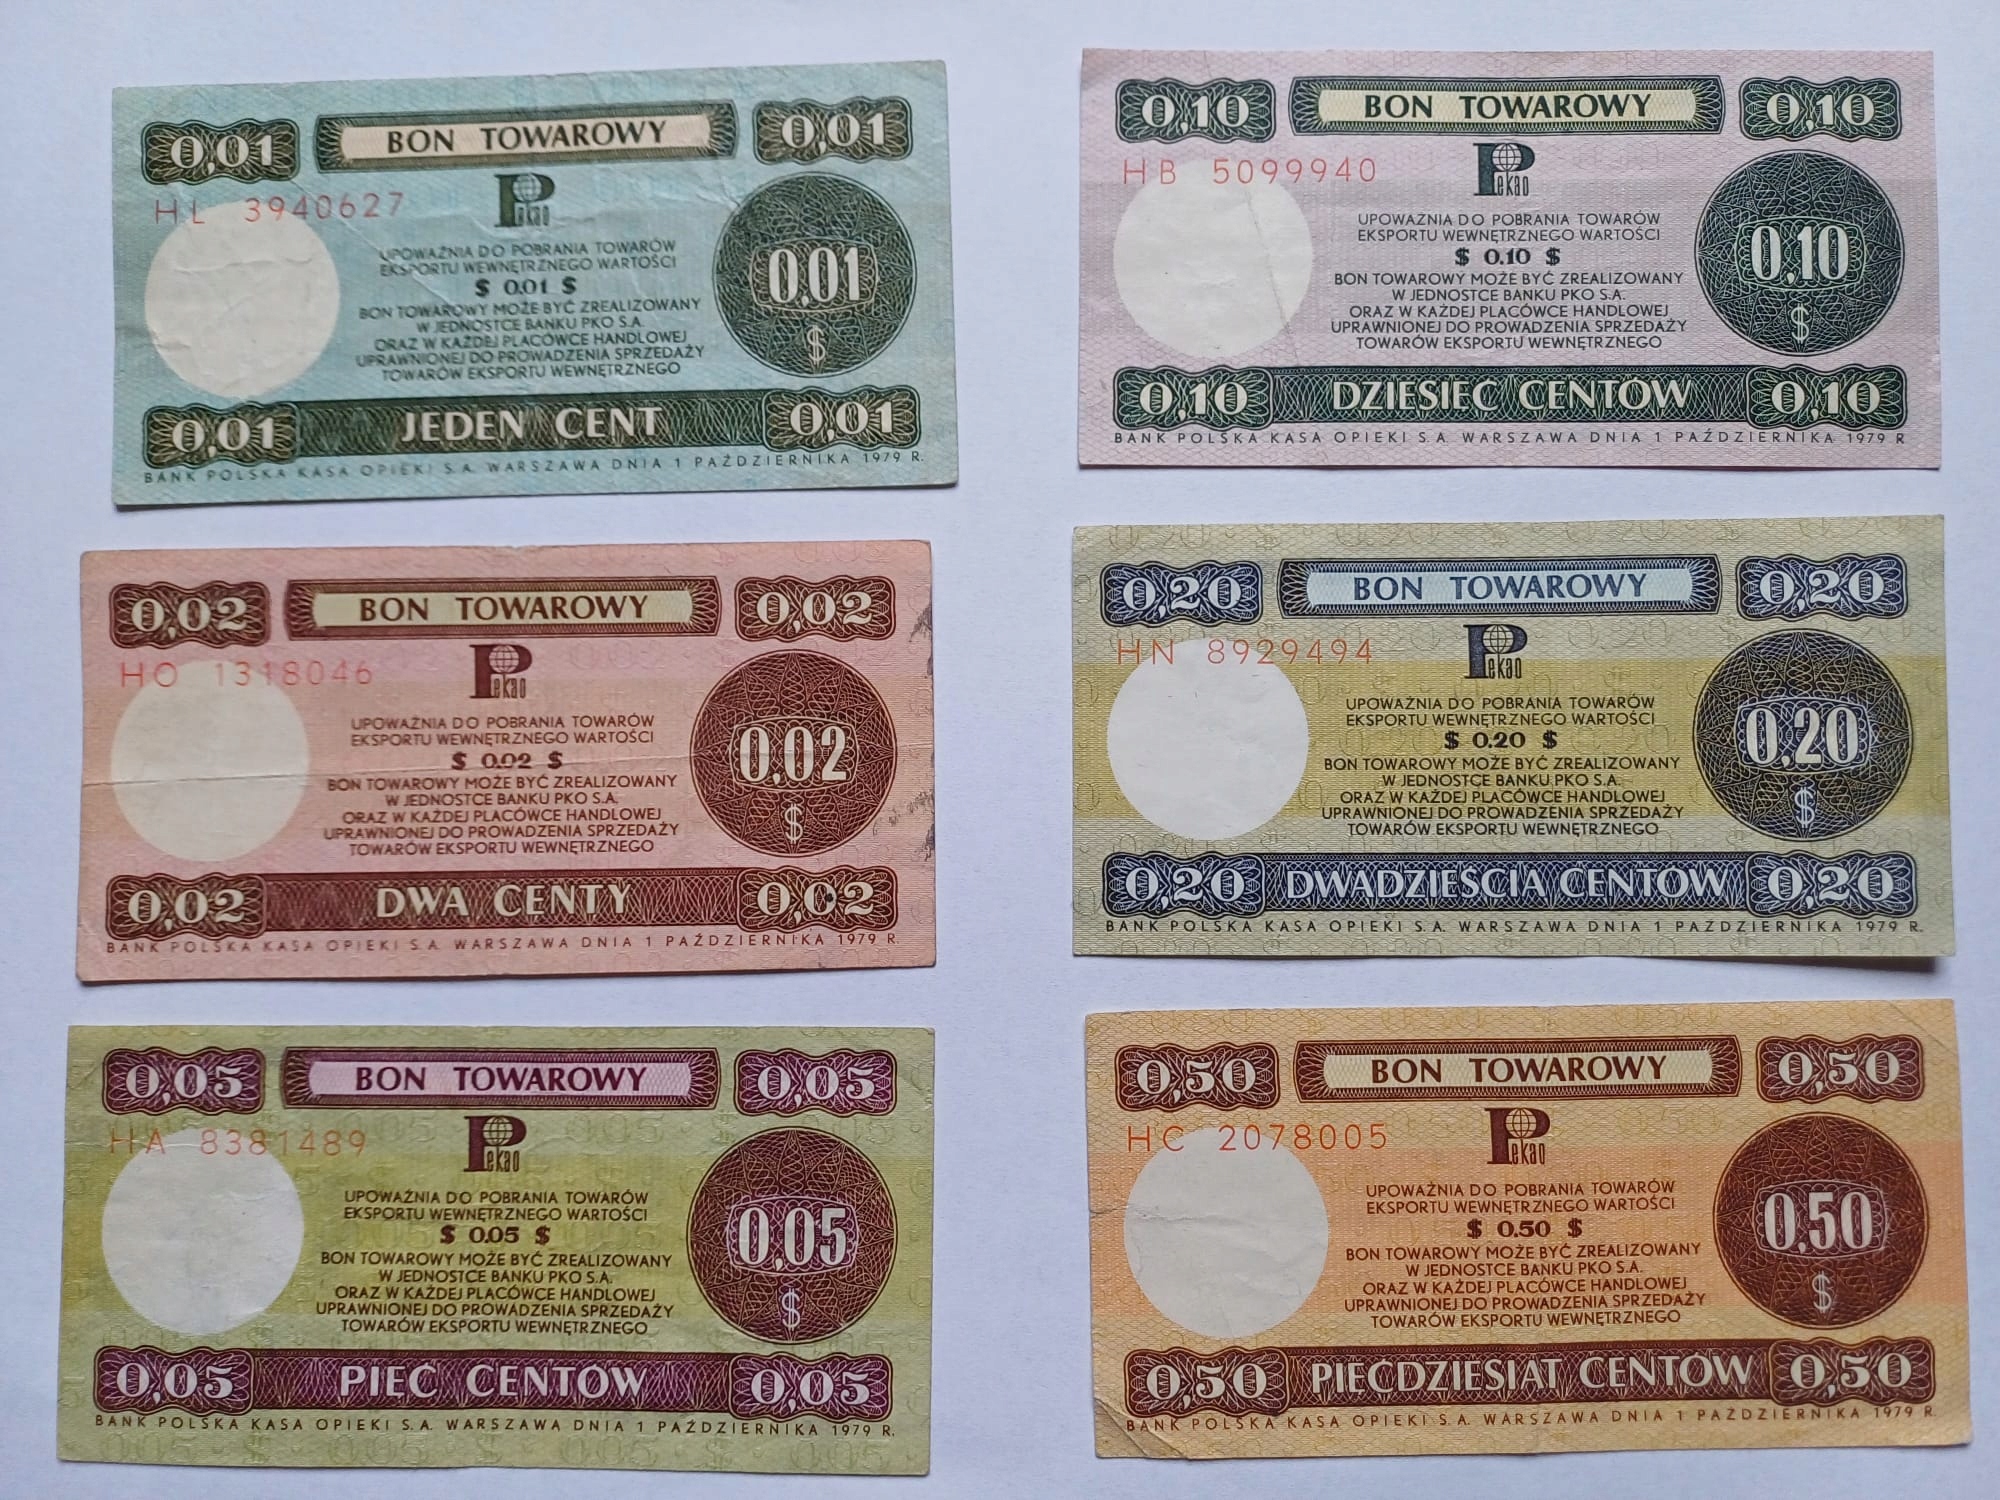 0,01 BON TOWAROWY 0,01
HL 3940627
Pekao
UPOWAŻNIA DO POBRANIA TOWARÓW
EKSPORTU WEWNĘTRZNEGO WARTOŚCI
$ 0.01 $
BON TOWAROWY MOŻE BYĆ ZREALIZOWANY
W JEDNOSTCE BANKU PKO S.A.
ORAZ W KAŻDEJ PLACÓWCE HANDLOWEJ
UPRAWNIONEJ DO PROWADZENIA SPRZEDAŻY
TOWARÓW EKSPORTU WEWNĘTRZNEGO
0,01
$
0,01 JEDEN CENT 0,01
BANK POLSKA KASA OPIEKI S.A. WARSZAWA DNIA 1 PAŹDZIERNIKA 1979 R.
0,02 BON TOWAROWY 0,02
HO 1318046
Pekao
UPOWAŻNIA DO POBRANIA TOWARÓW
EKSPORTU WEWNĘTRZNEGO WARTOŚCI
$ 0.02 $
BON TOWAROWY MOŻE BYĆ ZREALIZOWANY
W JEDNOSTCE BANKU PKO S.A.
ORAZ W KAŻDEJ PLACÓWCE HANDLOWEJ
UPRAWNIONEJ DO PROWADZENIA SPRZEDAŻY
TOWARÓW EKSPORTU WEWNĘTRZNEGO
0,02
$
0,02 DWA CENTY 0,02
BANK POLSKA KASA OPIEKI S.A. WARSZAWA DNIA 1 PAŹDZIERNIKA 1979 R.
0,05 BON TOWAROWY 0,05
HA 8381489
Pekao
UPOWAŻNIA DO POBRANIA TOWARÓW
EKSPORTU WEWNĘTRZNEGO WARTOŚCI
$ 0.05 $
BON TOWAROWY MOŻE BYĆ ZREALIZOWANY
W JEDNOSTCE BANKU PKO S.A.
ORAZ W KAŻDEJ PLACÓWCE HANDLOWEJ
UPRAWNIONEJ DO PROWADZENIA SPRZEDAŻY
TOWARÓW EKSPORTU WEWNĘTRZNEGO
0,05
$
0,05 PIĘĆ CENTÓW 0,05
BANK POLSKA KASA OPIEKI S.A. WARSZAWA DNIA 1 PAŹDZIERNIKA 1979 R.
0,10 BON TOWAROWY 0,10
HB 5099940
Pekao
UPOWAŻNIA DO POBRANIA TOWARÓW
EKSPORTU WEWNĘTRZNEGO WARTOŚCI
$ 0.10 $
BON TOWAROWY MOŻE BYĆ ZREALIZOWANY
W JEDNOSTCE BANKU PKO S.A.
ORAZ W KAŻDEJ PLACÓWCE HANDLOWEJ
UPRAWNIONEJ DO PROWADZENIA SPRZEDAŻY
TOWARÓW EKSPORTU WEWNĘTRZNEGO
0,10
$
0,10 DZIESIĘĆ CENTÓW 0,10
BANK POLSKA KASA OPIEKI S.A. WARSZAWA DNIA 1 PAŹDZIERNIKA 1979 R
0,20 BON TOWAROWY 0,20
HN 8929494
Pekao
UPOWAŻNIA DO POBRANIA TOWARÓW
EKSPORTU WEWNĘTRZNEGO WARTOŚCI
$ 0.20 $
BON TOWAROWY MOŻE BYĆ ZREALIZOWANY
W JEDNOSTCE BANKU PKO S.A.
ORAZ W KAŻDEJ PLACÓWCE HANDLOWEJ
UPRAWNIONEJ DO PROWADZENIA SPRZEDAŻY
TOWARÓW EKSPORTU WEWNĘTRZNEGO
0,20
$
0,20 DWADZIEŚCIA CENTÓW 0,20
BANK POLSKA KASA OPIEKI S.A. WARSZAWA DNIA 1 PAŹDZIERNIKA 1979 R.
0,50 BON TOWAROWY 0,50
HC 2078005
Pekao
UPOWAŻNIA DO POBRANIA TOWARÓW
EKSPORTU WEWNĘTRZNEGO WARTOŚCI
$ 0.50 $
BON TOWAROWY MOŻE BYĆ ZREALIZOWANY
W JEDNOSTCE BANKU PKO S.A.
ORAZ W KAŻDEJ PLACÓWCE HANDLOWEJ
UPRAWNIONEJ DO PROWADZENIA SPRZEDAŻY
TOWARÓW EKSPORTU WEWNĘTRZNEGO
0,50
$
0,50 PIĘĆDZIESIĄT CENTÓW 0,50
BANK POLSKA KASA OPIEKI S.A. WARSZAWA DNIA 1 PAŹDZIERNIKA 1979 R.